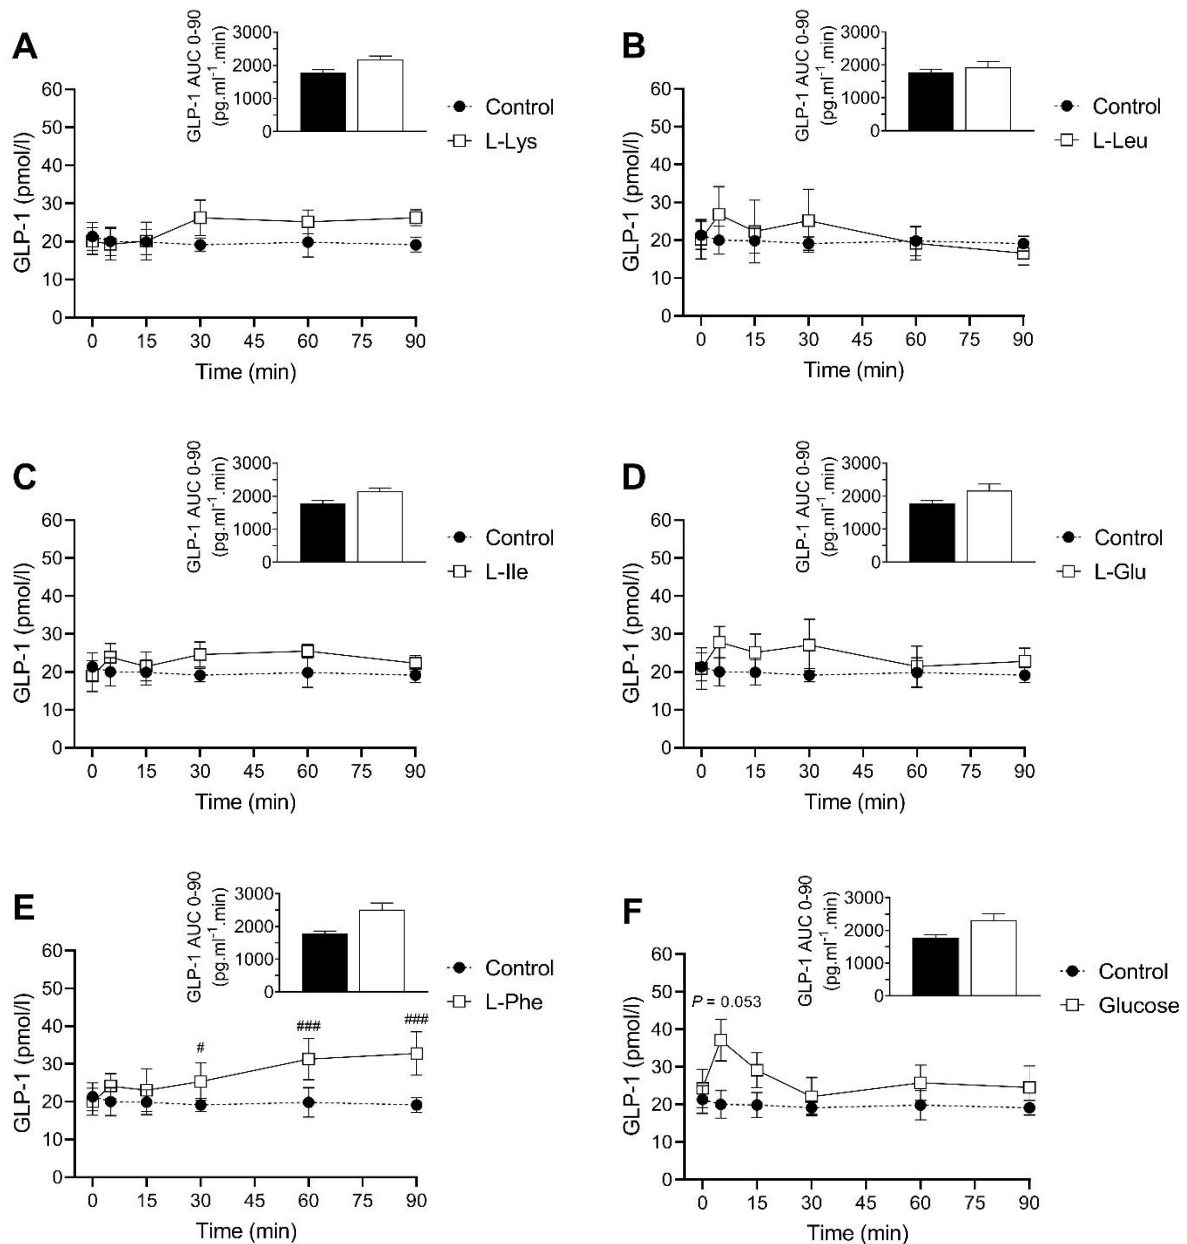 A
GLP-1 AUC 0-90
(pg.ml⁻¹.min)
3000
2000
1000
0
60
50
40
30
20
10
0
GLP-1 (pmol/l)
Control
L-Lys
0 15 30 45 60 75 90
Time (min)
B
GLP-1 AUC 0-90
(pg.ml⁻¹.min)
3000
2000
1000
0
60
50
40
30
20
10
0
GLP-1 (pmol/l)
Control
L-Leu
0 15 30 45 60 75 90
Time (min)
C
GLP-1 AUC 0-90
(pg.ml⁻¹.min)
3000
2000
1000
0
60
50
40
30
20
10
0
GLP-1 (pmol/l)
Control
L-Ile
0 15 30 45 60 75 90
Time (min)
D
GLP-1 AUC 0-90
(pg.ml⁻¹.min)
3000
2000
1000
0
60
50
40
30
20
10
0
GLP-1 (pmol/l)
Control
L-Glu
0 15 30 45 60 75 90
Time (min)
E
GLP-1 AUC 0-90
(pg.ml⁻¹.min)
3000
2000
1000
0
60
50
40
30
20
10
0
GLP-1 (pmol/l)
Control
L-Phe
# ### ###
0 15 30 45 60 75 90
Time (min)
F
GLP-1 AUC 0-90
(pg.ml⁻¹.min)
3000
2000
1000
0
60
50
40
30
20
10
0
GLP-1 (pmol/l)
Control
Glucose
P = 0.053
0 15 30 45 60 75 90
Time (min)